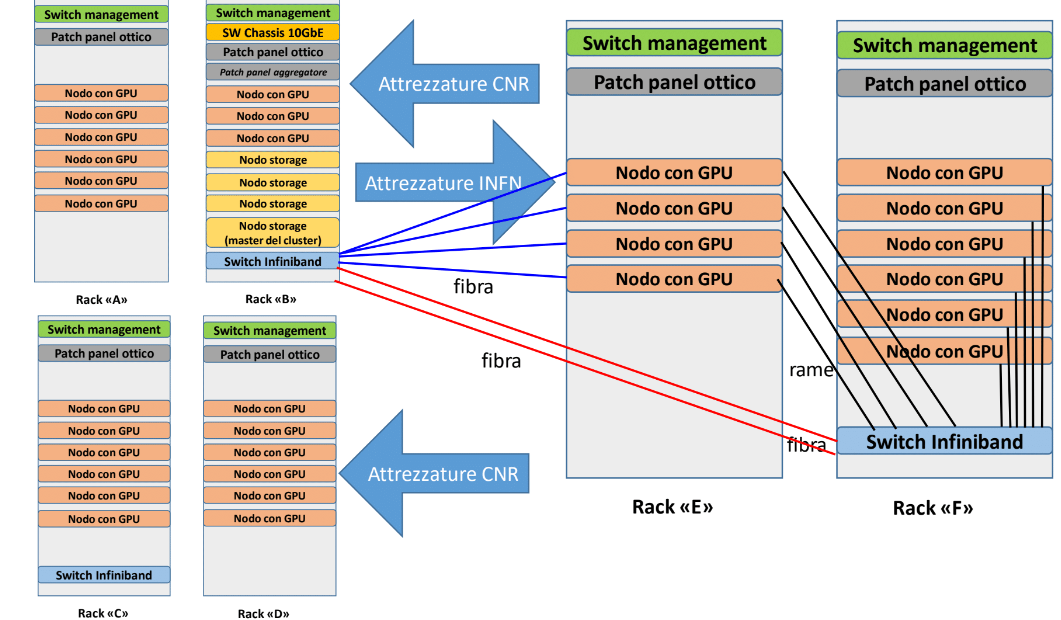 Switch management
Patch panel ottico
Nodo con GPU
Nodo con GPU
Nodo con GPU
Nodo con GPU
Nodo con GPU
Nodo con GPU
Rack «A»
Switch management
SW Chassis 10GbE
Patch panel ottico
Patch panel aggregatore
Nodo con GPU
Nodo con GPU
Nodo con GPU
Nodo storage
Nodo storage
Nodo storage
Nodo storage
(master del cluster)
Switch Infiniband
Rack «B»
Attrezzature CNR
Attrezzature INFN
fibra
fibra
Switch management
Patch panel ottico
Nodo con GPU
Nodo con GPU
Nodo con GPU
Nodo con GPU
Rack «E»
rame
fibra
Switch management
Patch panel ottico
Nodo con GPU
Nodo con GPU
Nodo con GPU
Nodo con GPU
Nodo con GPU
Nodo con GPU
Switch Infiniband
Rack «F»
Switch management
Patch panel ottico
Nodo con GPU
Nodo con GPU
Nodo con GPU
Nodo con GPU
Nodo con GPU
Nodo con GPU
Switch Infiniband
Rack «C»
Switch management
Patch panel ottico
Nodo con GPU
Nodo con GPU
Nodo con GPU
Nodo con GPU
Nodo con GPU
Nodo con GPU
Rack «D»
Attrezzature CNR